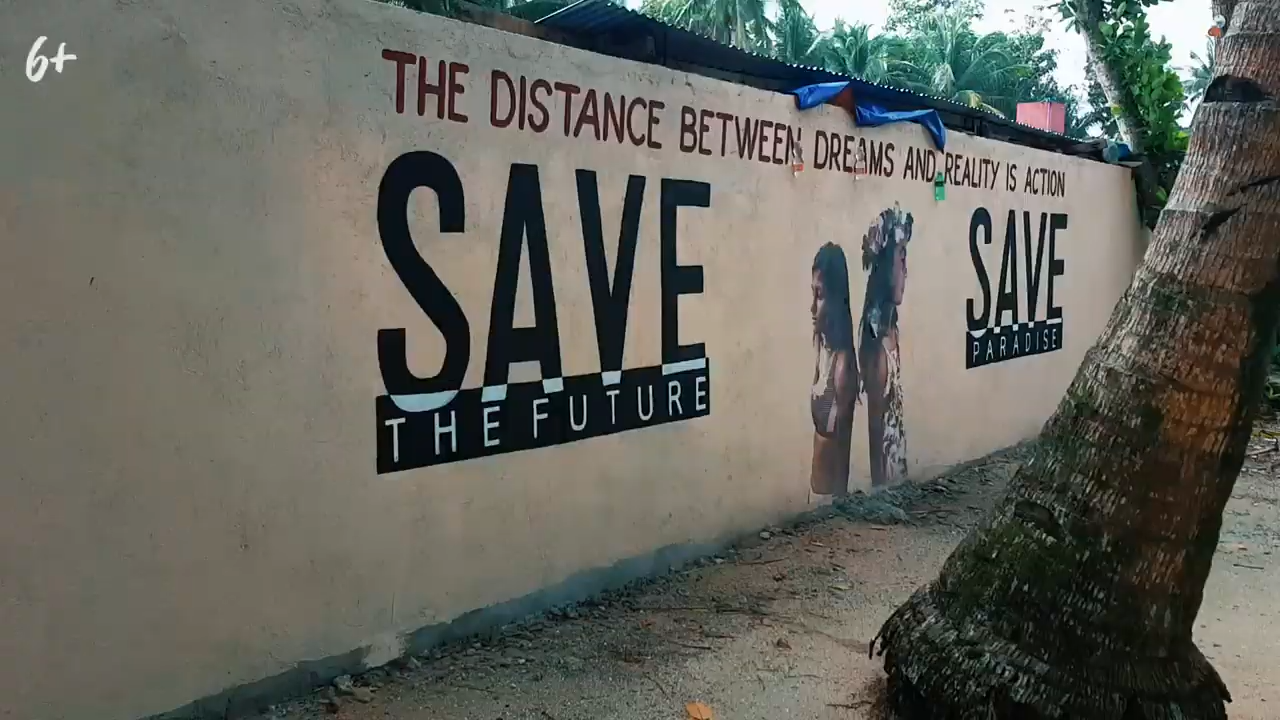 6+
THE DISTANCE BETWEEN DREAMS AND REALITY IS ACTION
SAVE
THE FUTURE
SAVE
PARADISE